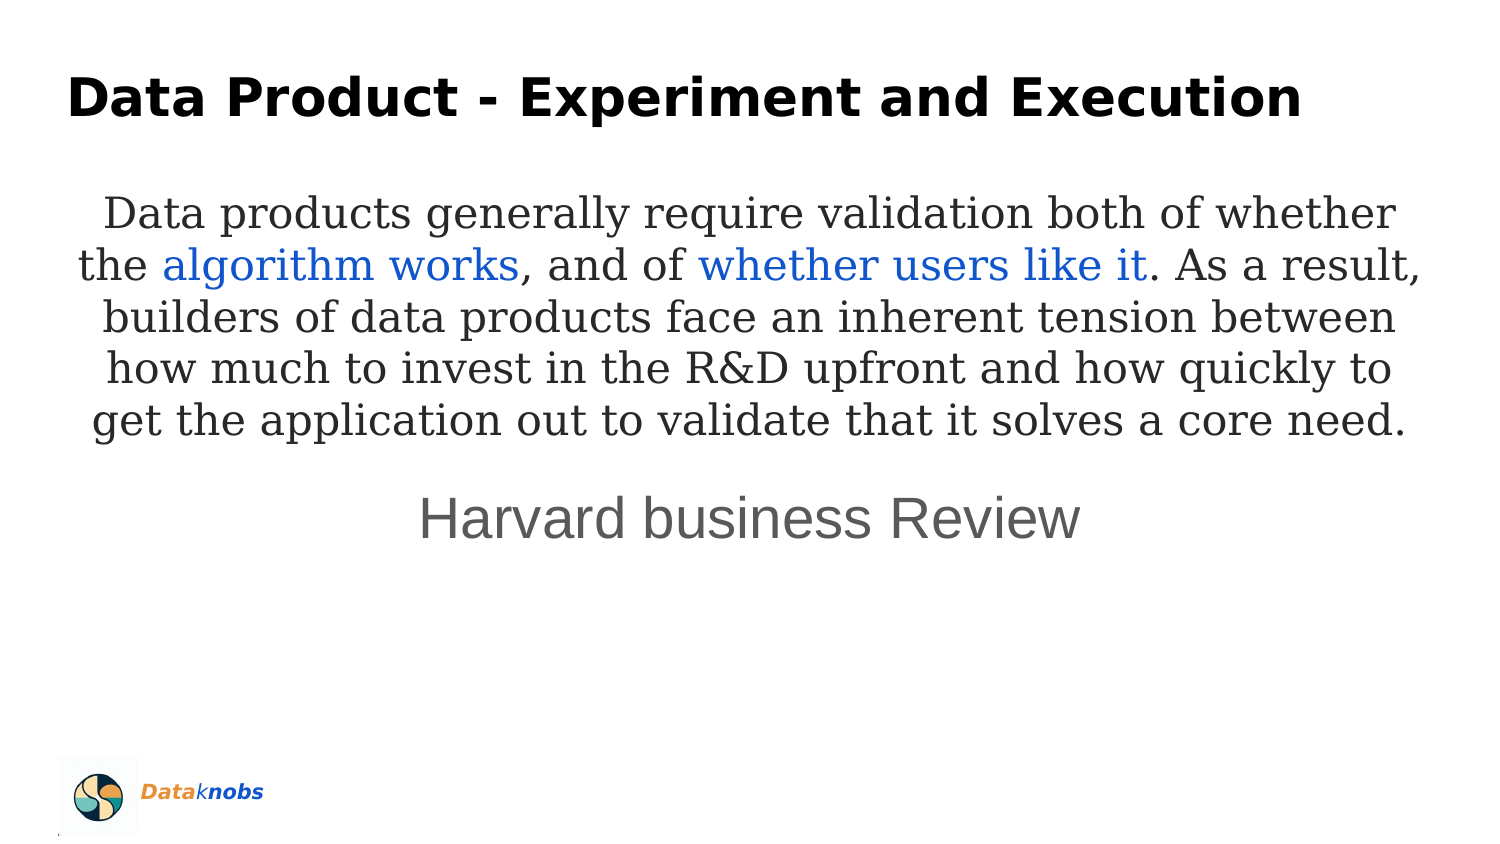 Data Product - Experiment and Execution
Data products generally require validation both of whether
the algorithm works, and of whether users like it. As a result,
builders of data products face an inherent tension between
how much to invest in the R&D upfront and how quickly to
get the application out to validate that it solves a core need.
Harvard business Review
Dataknobs